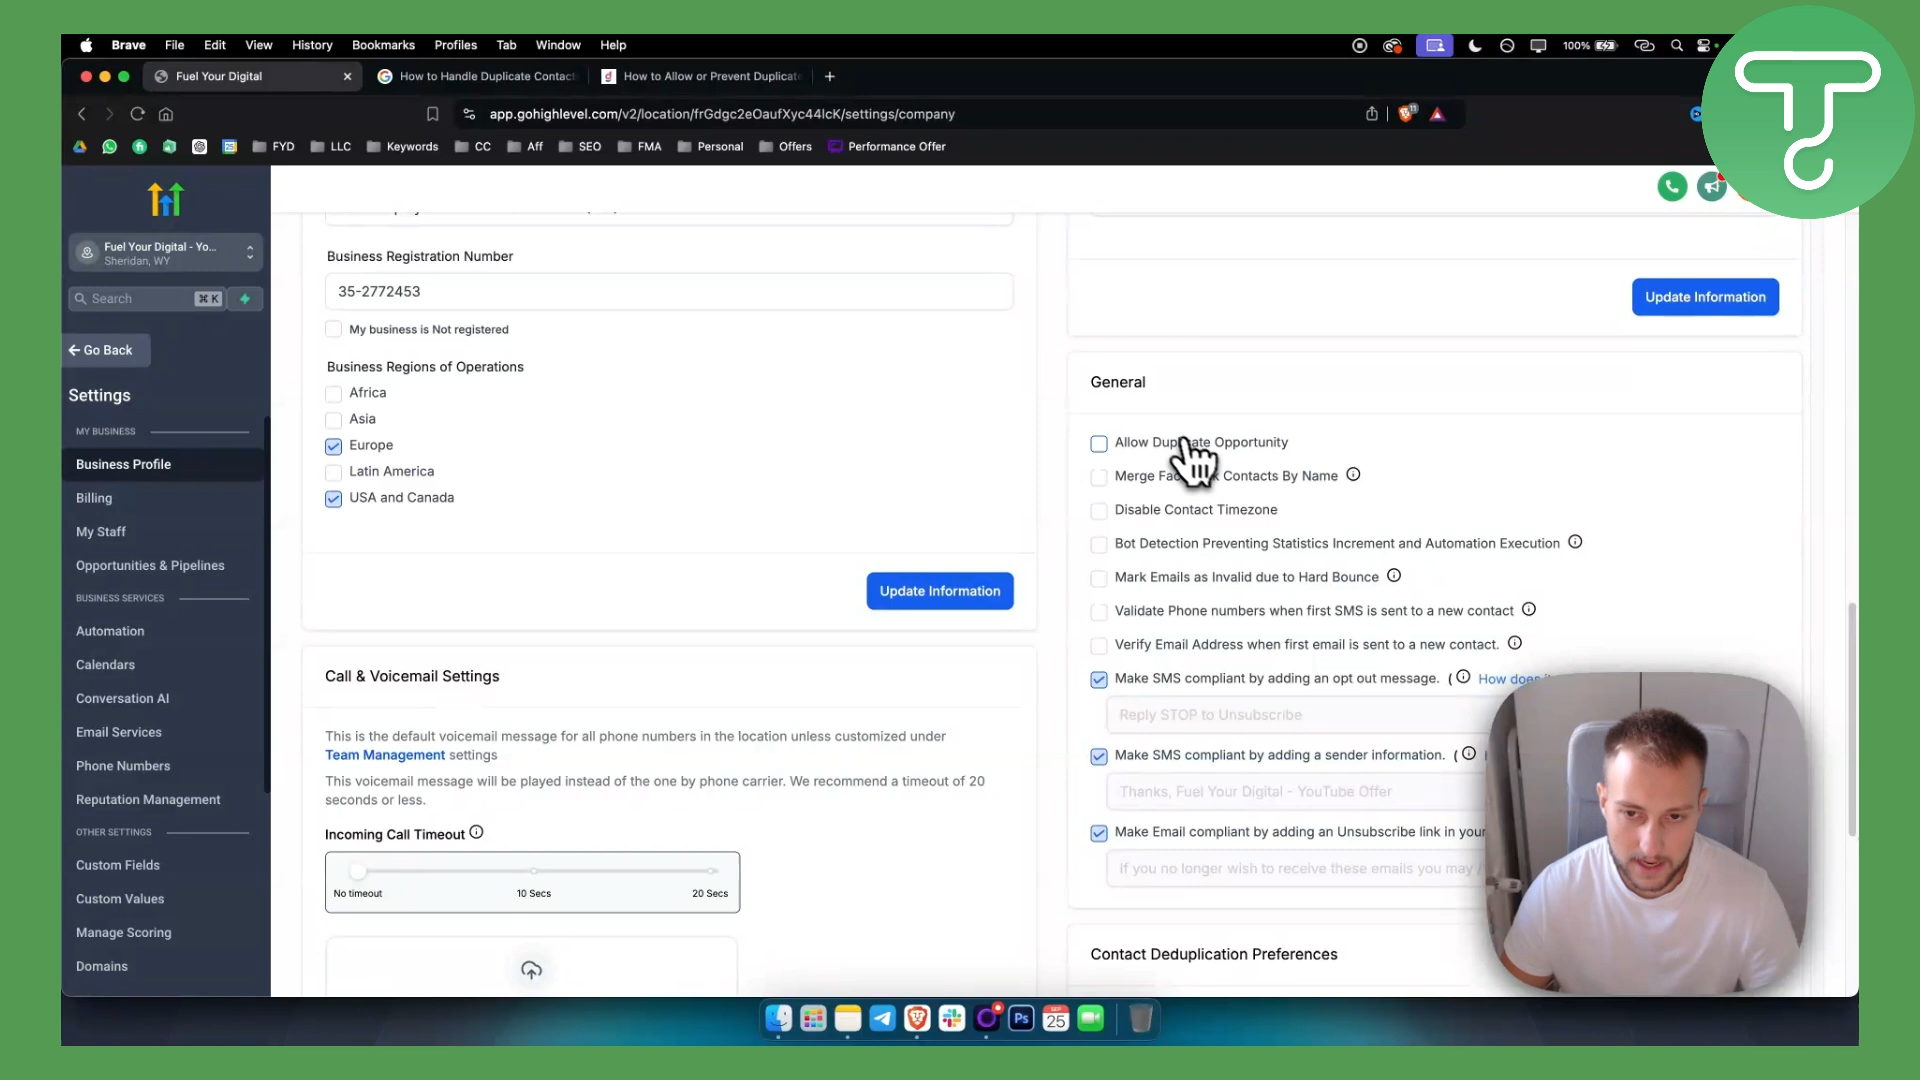 Brave File Edit View History Bookmarks Profiles Tab Window Help 100%
Fuel Your Digital How to Handle Duplicate Contact How to Allow or Prevent Duplicate
app.gohighlevel.com/v2/location/frGdgc2eOaufXyc44lcK/settings/company 11
25 FYD LLC Keywords CC Aff SEO FMA Personal Offers Performance Offer
Fuel Your Digital - Yo...
Sheridan, WY
Search ⌘ K
Go Back
Settings
MY BUSINESS
Business Profile
Billing
My Staff
Opportunities & Pipelines
BUSINESS SERVICES
Automation
Calendars
Conversation AI
Email Services
Phone Numbers
Reputation Management
OTHER SETTINGS
Custom Fields
Custom Values
Manage Scoring
Domains
Business Registration Number
35-2772453
My business is Not registered
Business Regions of Operations
Africa
Asia
Europe
Latin America
USA and Canada
Update Information
Call & Voicemail Settings
This is the default voicemail message for all phone numbers in the location unless customized under
Team Management settings
This voicemail message will be played instead of the one by phone carrier. We recommend a timeout of 20
seconds or less.
Incoming Call Timeout
No timeout 10 Secs 20 Secs
Update Information
General
Allow Duplicate Opportunity
Merge Contacts By Name
Disable Contact Timezone
Bot Detection Preventing Statistics Increment and Automation Execution
Mark Emails as Invalid due to Hard Bounce
Validate Phone numbers when first SMS is sent to a new contact
Verify Email Address when first email is sent to a new contact.
Make SMS compliant by adding an opt out message. ( How does
Reply STOP to Unsubscribe
Make SMS compliant by adding a sender information. (
Thanks, Fuel Your Digital - YouTube Offer
Make Email compliant by adding an Unsubscribe link in your
If you no longer wish to receive these emails you may /
Contact Deduplication Preferences
Ps 25